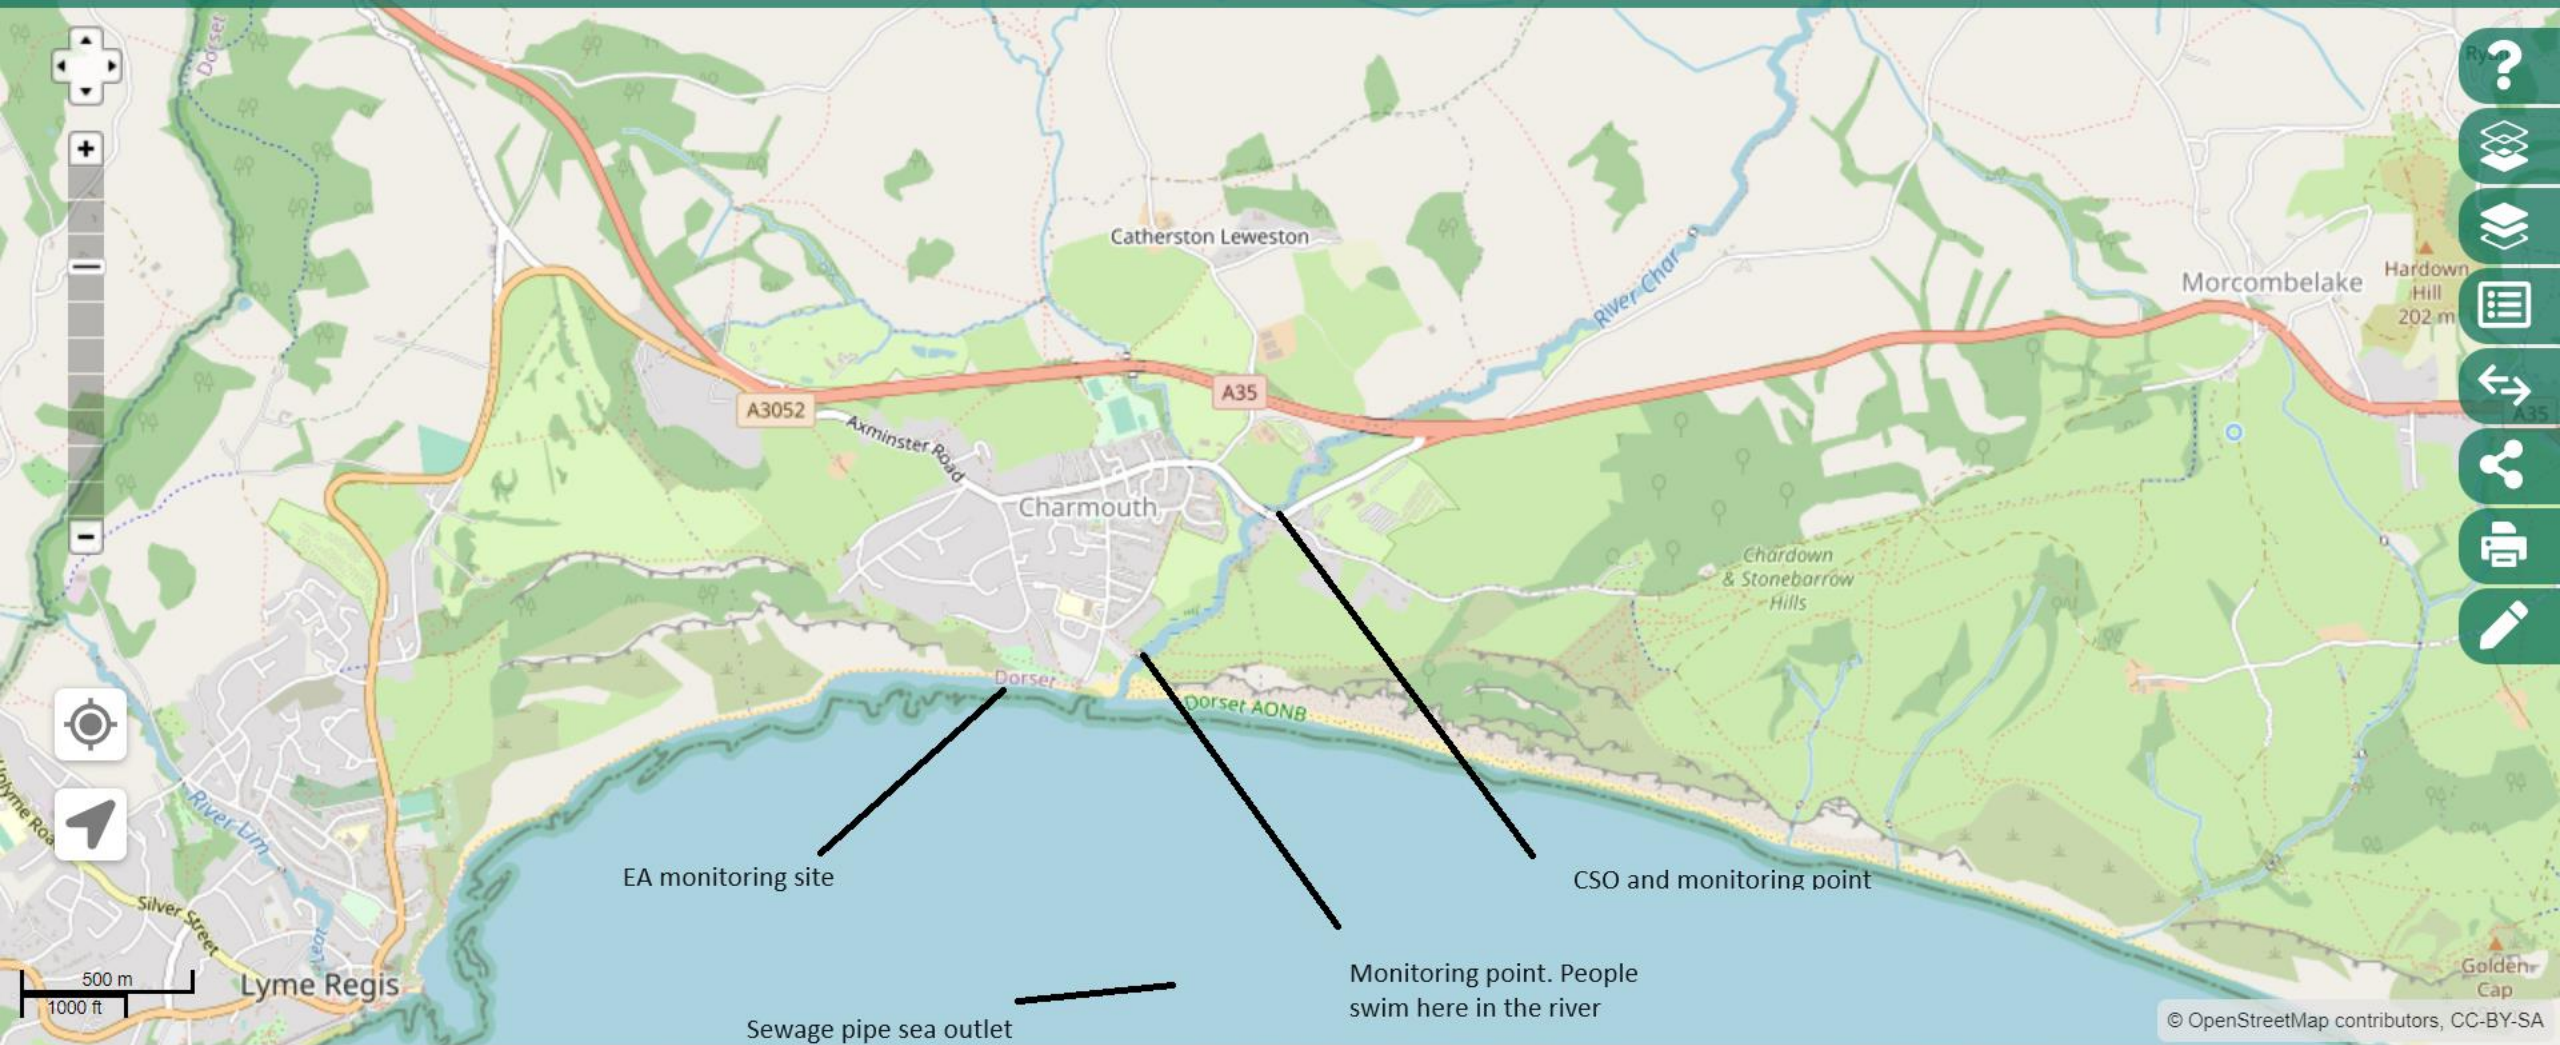 Dorset
Catherston Leweston
River Char
Morcombelake
Hardown
Hill
202 m
A3052
A35
A35
Axminster Road
Charmouth
Chardown
& Stonebarrow
Hills
Dorset
Dorset AONB
River Lim
Silver Street
Leat
EA monitoring site
CSO and monitoring point
Monitoring point. People
swim here in the river
Sewage pipe sea outlet
500 m
1000 ft
Lyme Regis
Golden
Cap
© OpenStreetMap contributors, CC-BY-SA